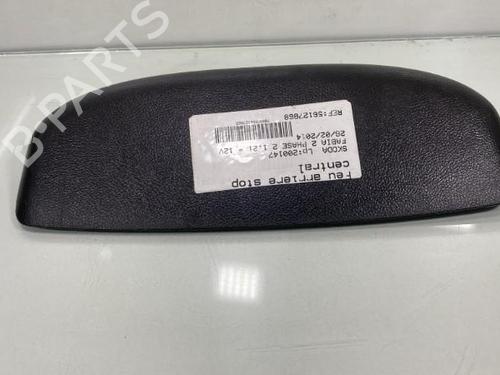 Feu arriere stop
central
SKODA Lp:200147
FABIA 2 PHASE 2 1.2i - 12V
26/02/2014
REF:56127868
B-PARTS